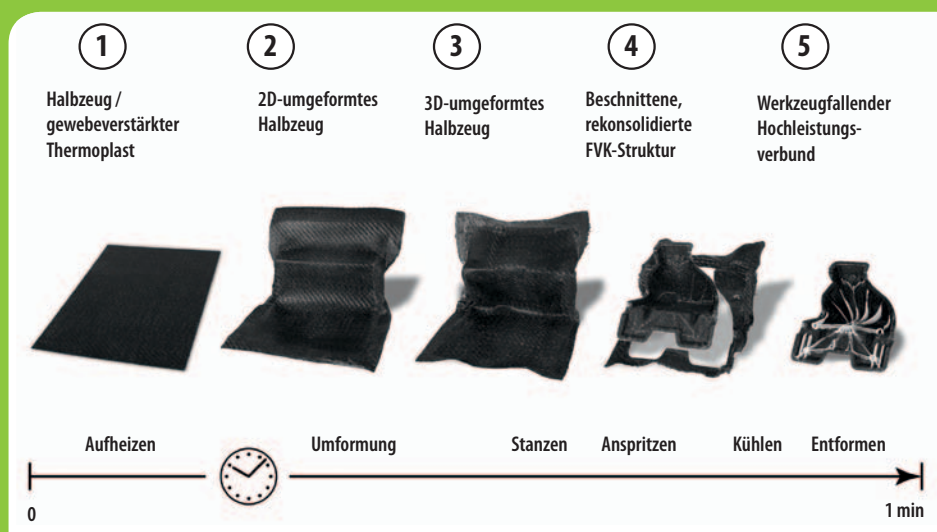 1
2
3
4
5
Halbzeug /
gewebeverstärkter
Thermoplast
2D-umgeformtes
Halbzeug
3D-umgeformtes
Halbzeug
Beschnittene,
rekonsolidierte
FVK-Struktur
Werkzeugfallender
Hochleistungs-
verbund
Aufheizen
Umformung
Stanzen
Anspritzen
Kühlen
Entformen
0
1 min